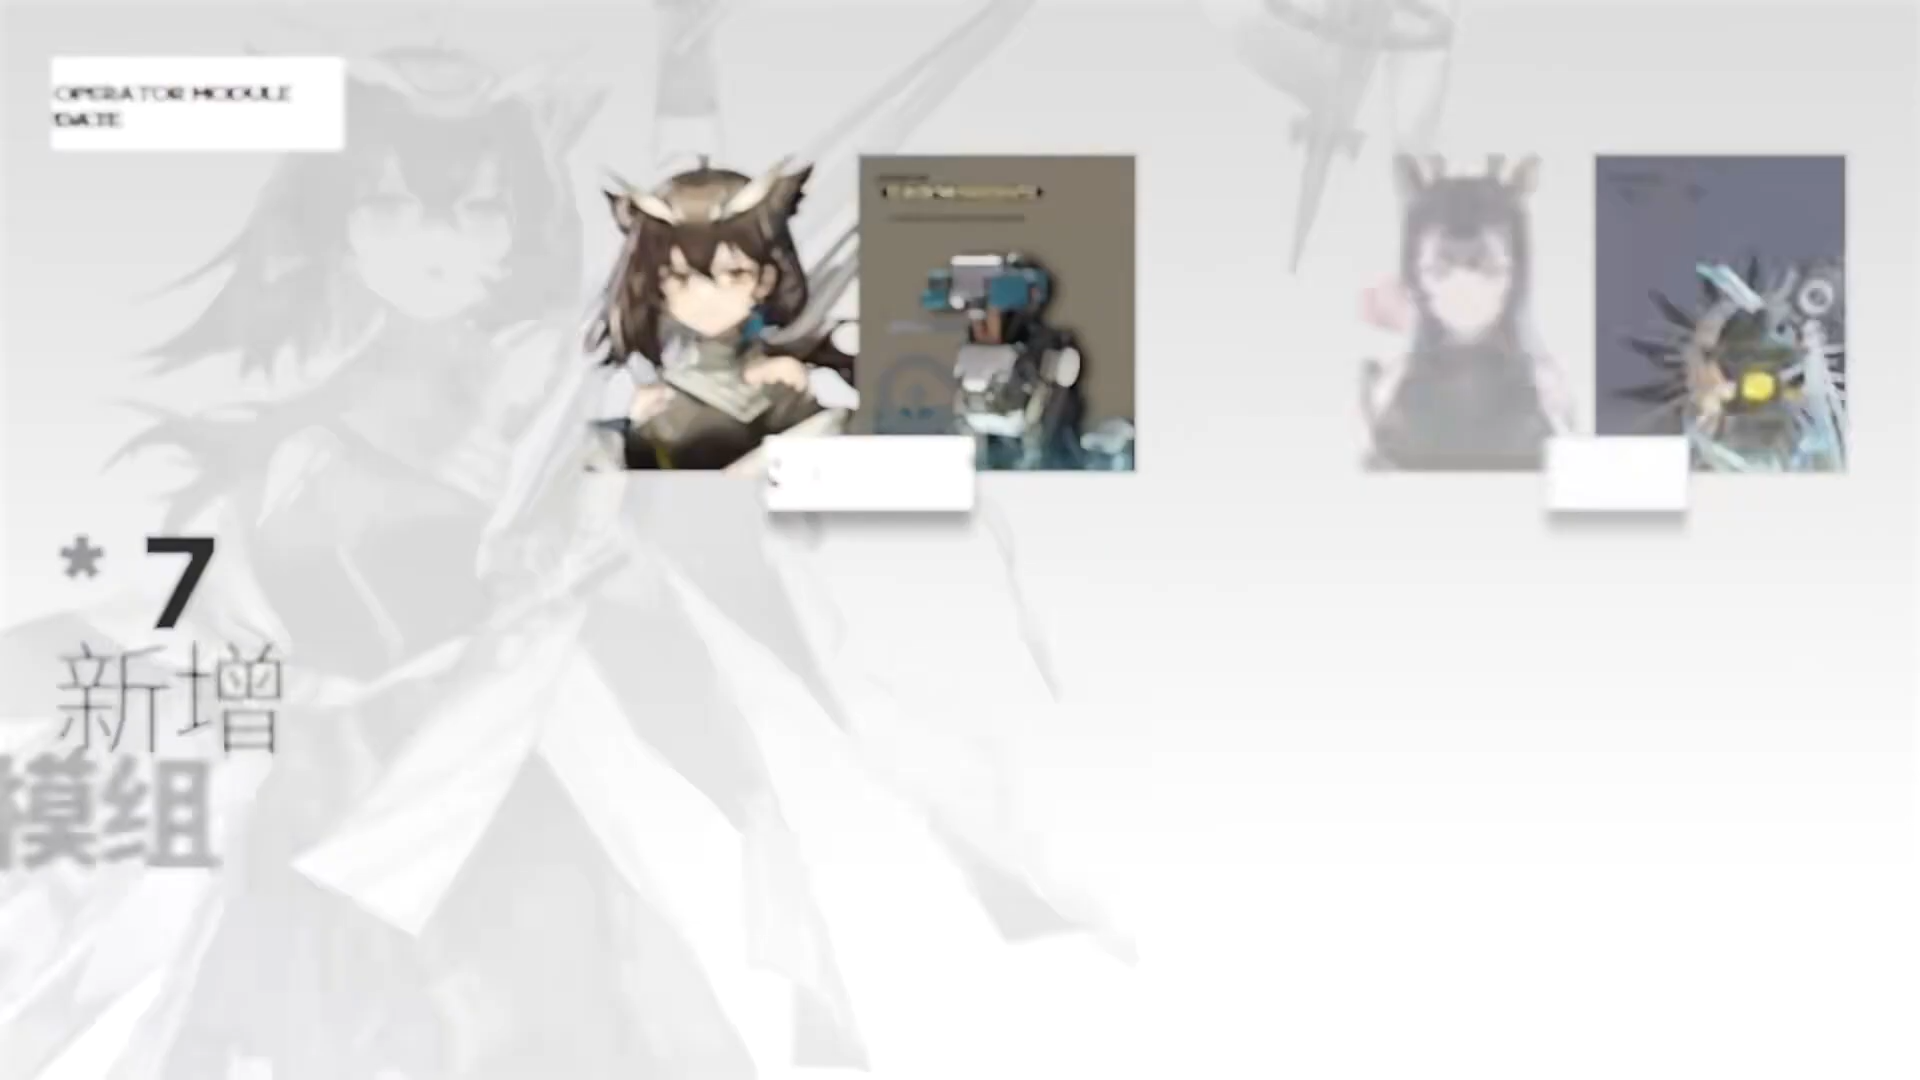 OPERATOR MODULE
DATE
* 7
新增
模组